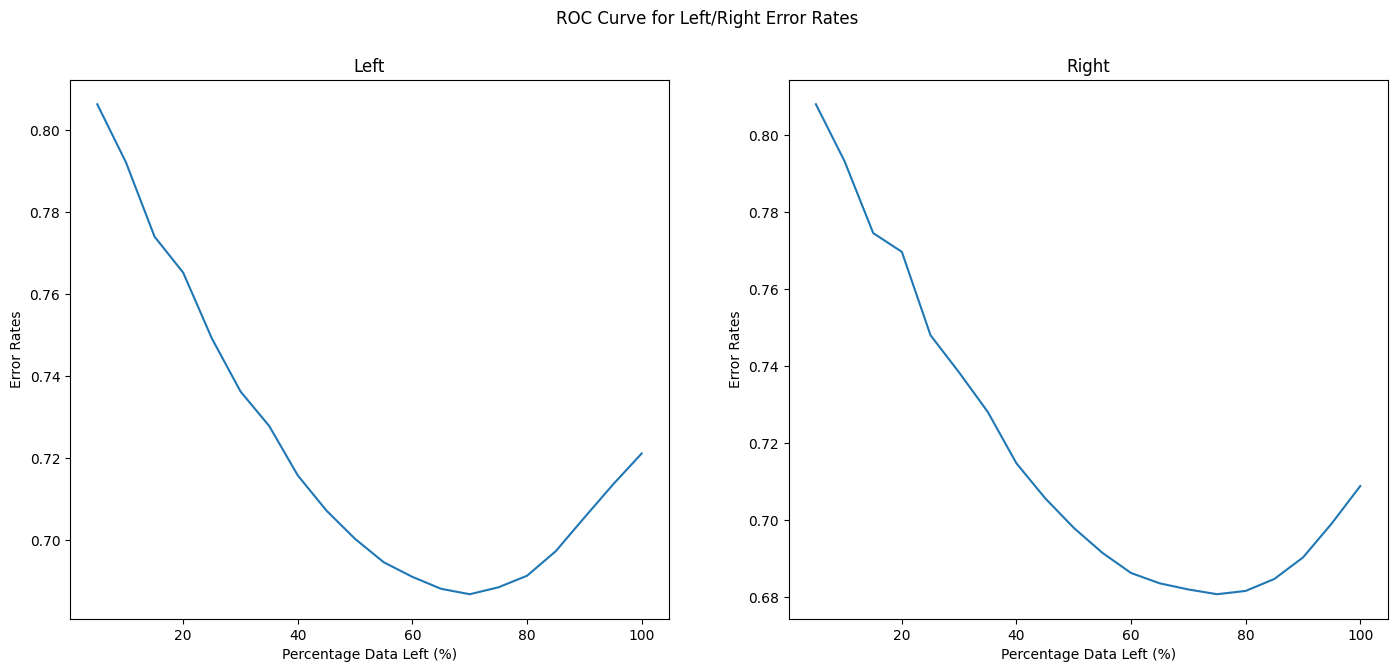 ROC Curve for Left/Right Error Rates
Left
0.80
0.78
0.76
0.74
0.72
0.70
Error Rates
20 40 60 80 100
Percentage Data Left (%)
Right
0.80
0.78
0.76
0.74
0.72
0.70
0.68
Error Rates
20 40 60 80 100
Percentage Data Left (%)